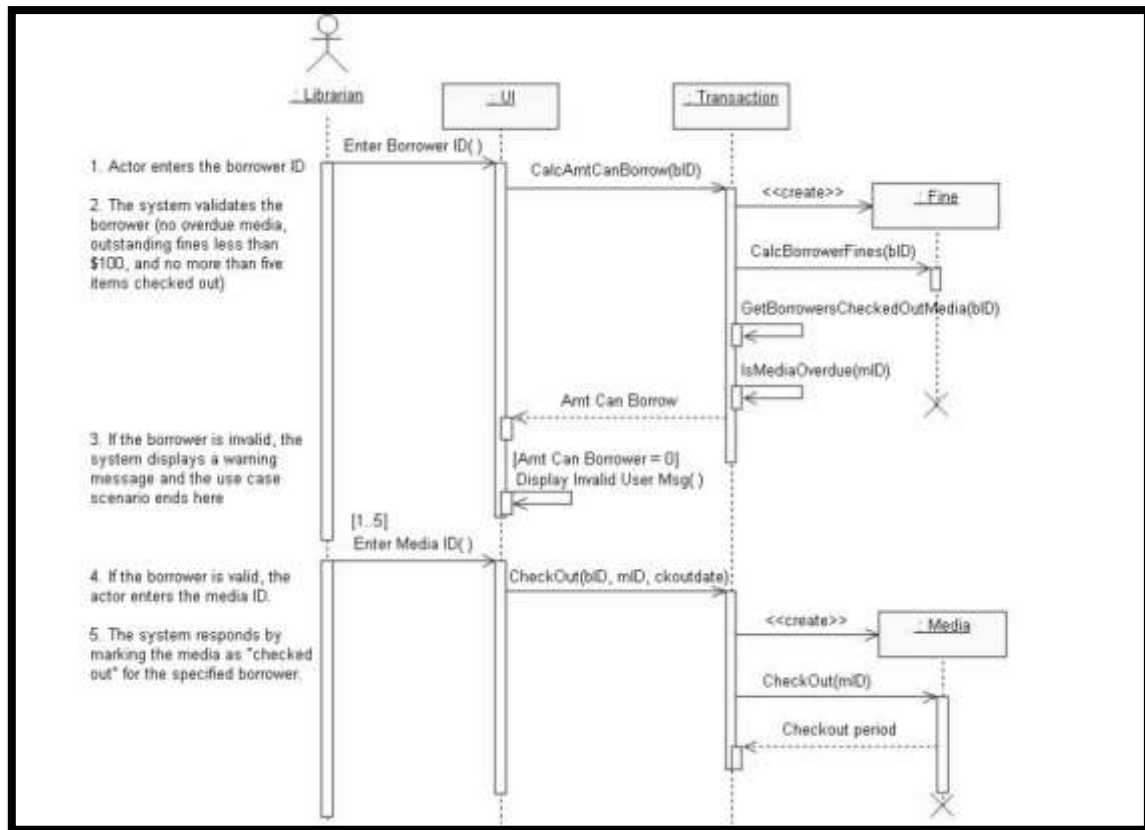 : Librarian
: UI
: Transaction
Enter Borrower ID( )
1. Actor enters the borrower ID
CalcAmtCanBorrow(bID)
<<create>>
: Fine
2. The system validates the
borrower (no overdue media,
outstanding fines less than
$100, and no more than five
items checked out)
CalcBorrowerFines(bID)
GetBorrowersCheckedOutMedia(bID)
IsMediaOverdue(mID)
Amt Can Borrow
3. If the borrower is invalid, the
system displays a warning
message and the use case
scenario ends here
[Amt Can Borrower = 0]
Display Invalid User Msg( )
[1..5]
Enter Media ID( )
4. If the borrower is valid, the
actor enters the media ID.
CheckOut(bID, mID, ckoutdate)
<<create>>
: Media
5. The system responds by
marking the media as "checked
out" for the specified borrower.
CheckOut(mID)
Checkout period